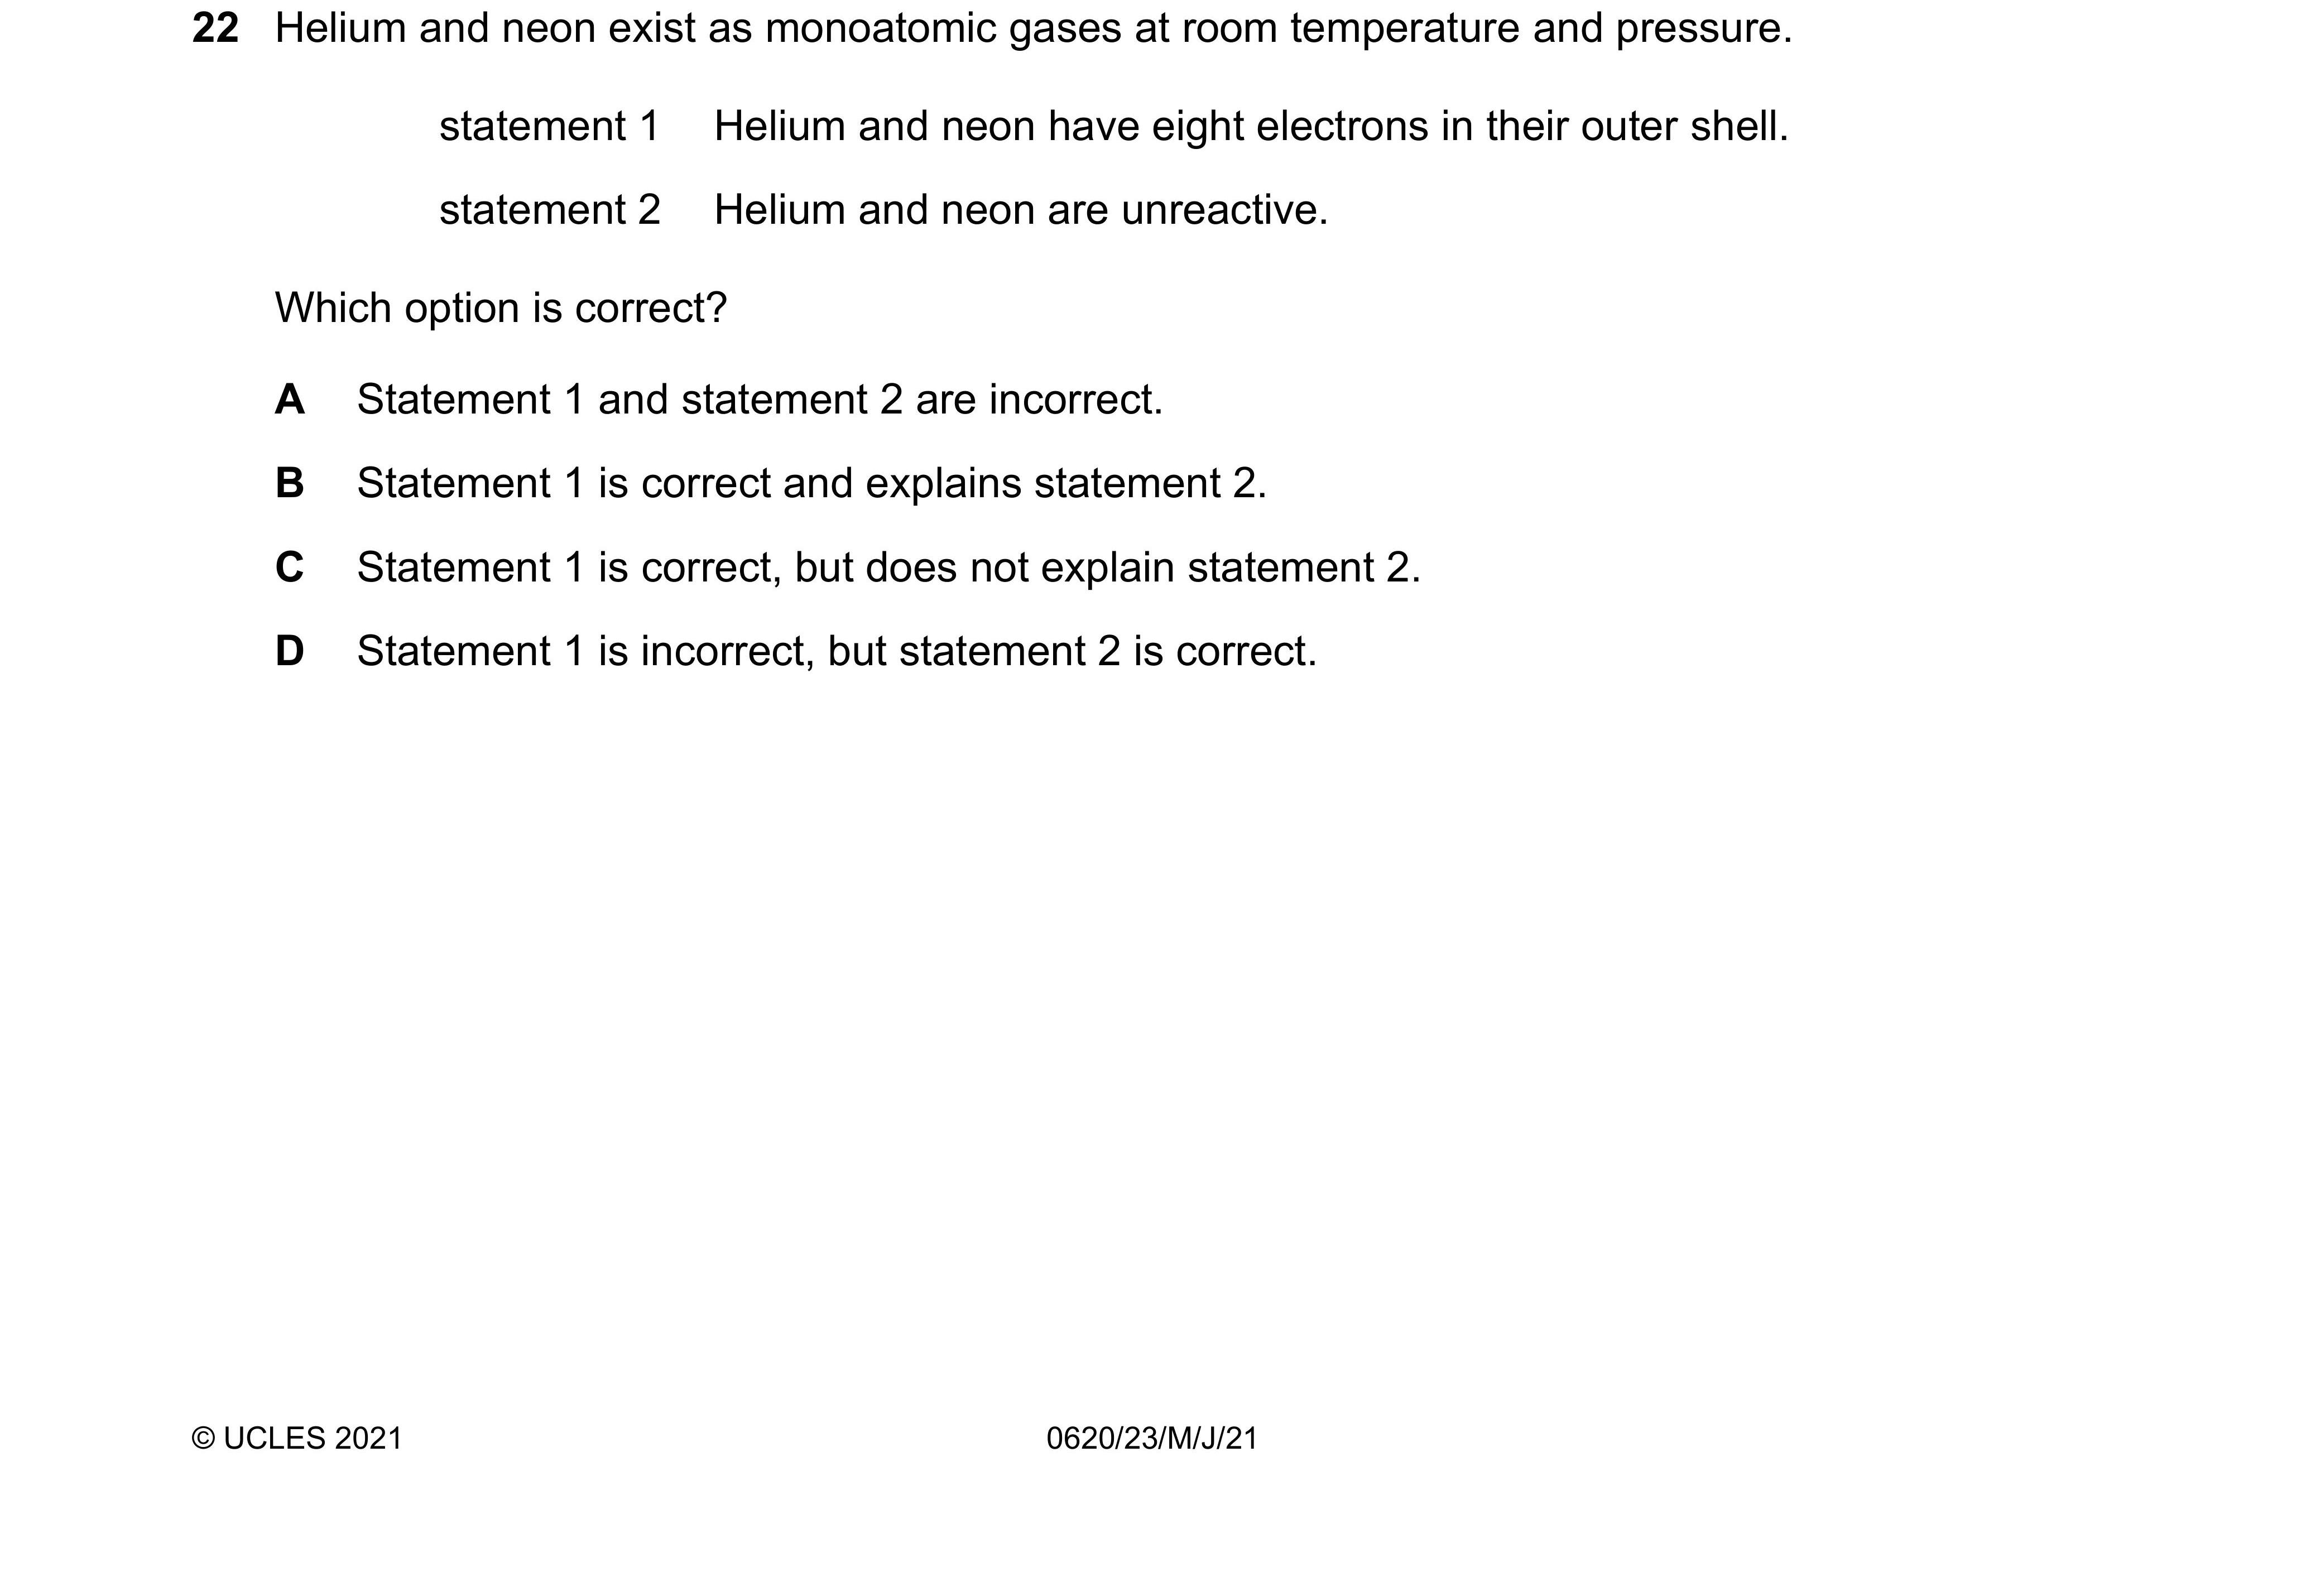 22 Helium and neon exist as monoatomic gases at room temperature and pressure.
statement 1 Helium and neon have eight electrons in their outer shell.
statement 2 Helium and neon are unreactive.
Which option is correct?
A Statement 1 and statement 2 are incorrect.
B Statement 1 is correct and explains statement 2.
C Statement 1 is correct, but does not explain statement 2.
D Statement 1 is incorrect, but statement 2 is correct.
© UCLES 2021 0620/23/M/J/21